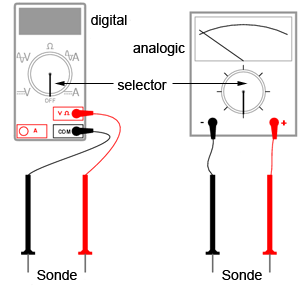 digital
analogic
Ω
V
A
V
A
OFF
selector
V Ω
A
COM
-
+
Sonde
Sonde